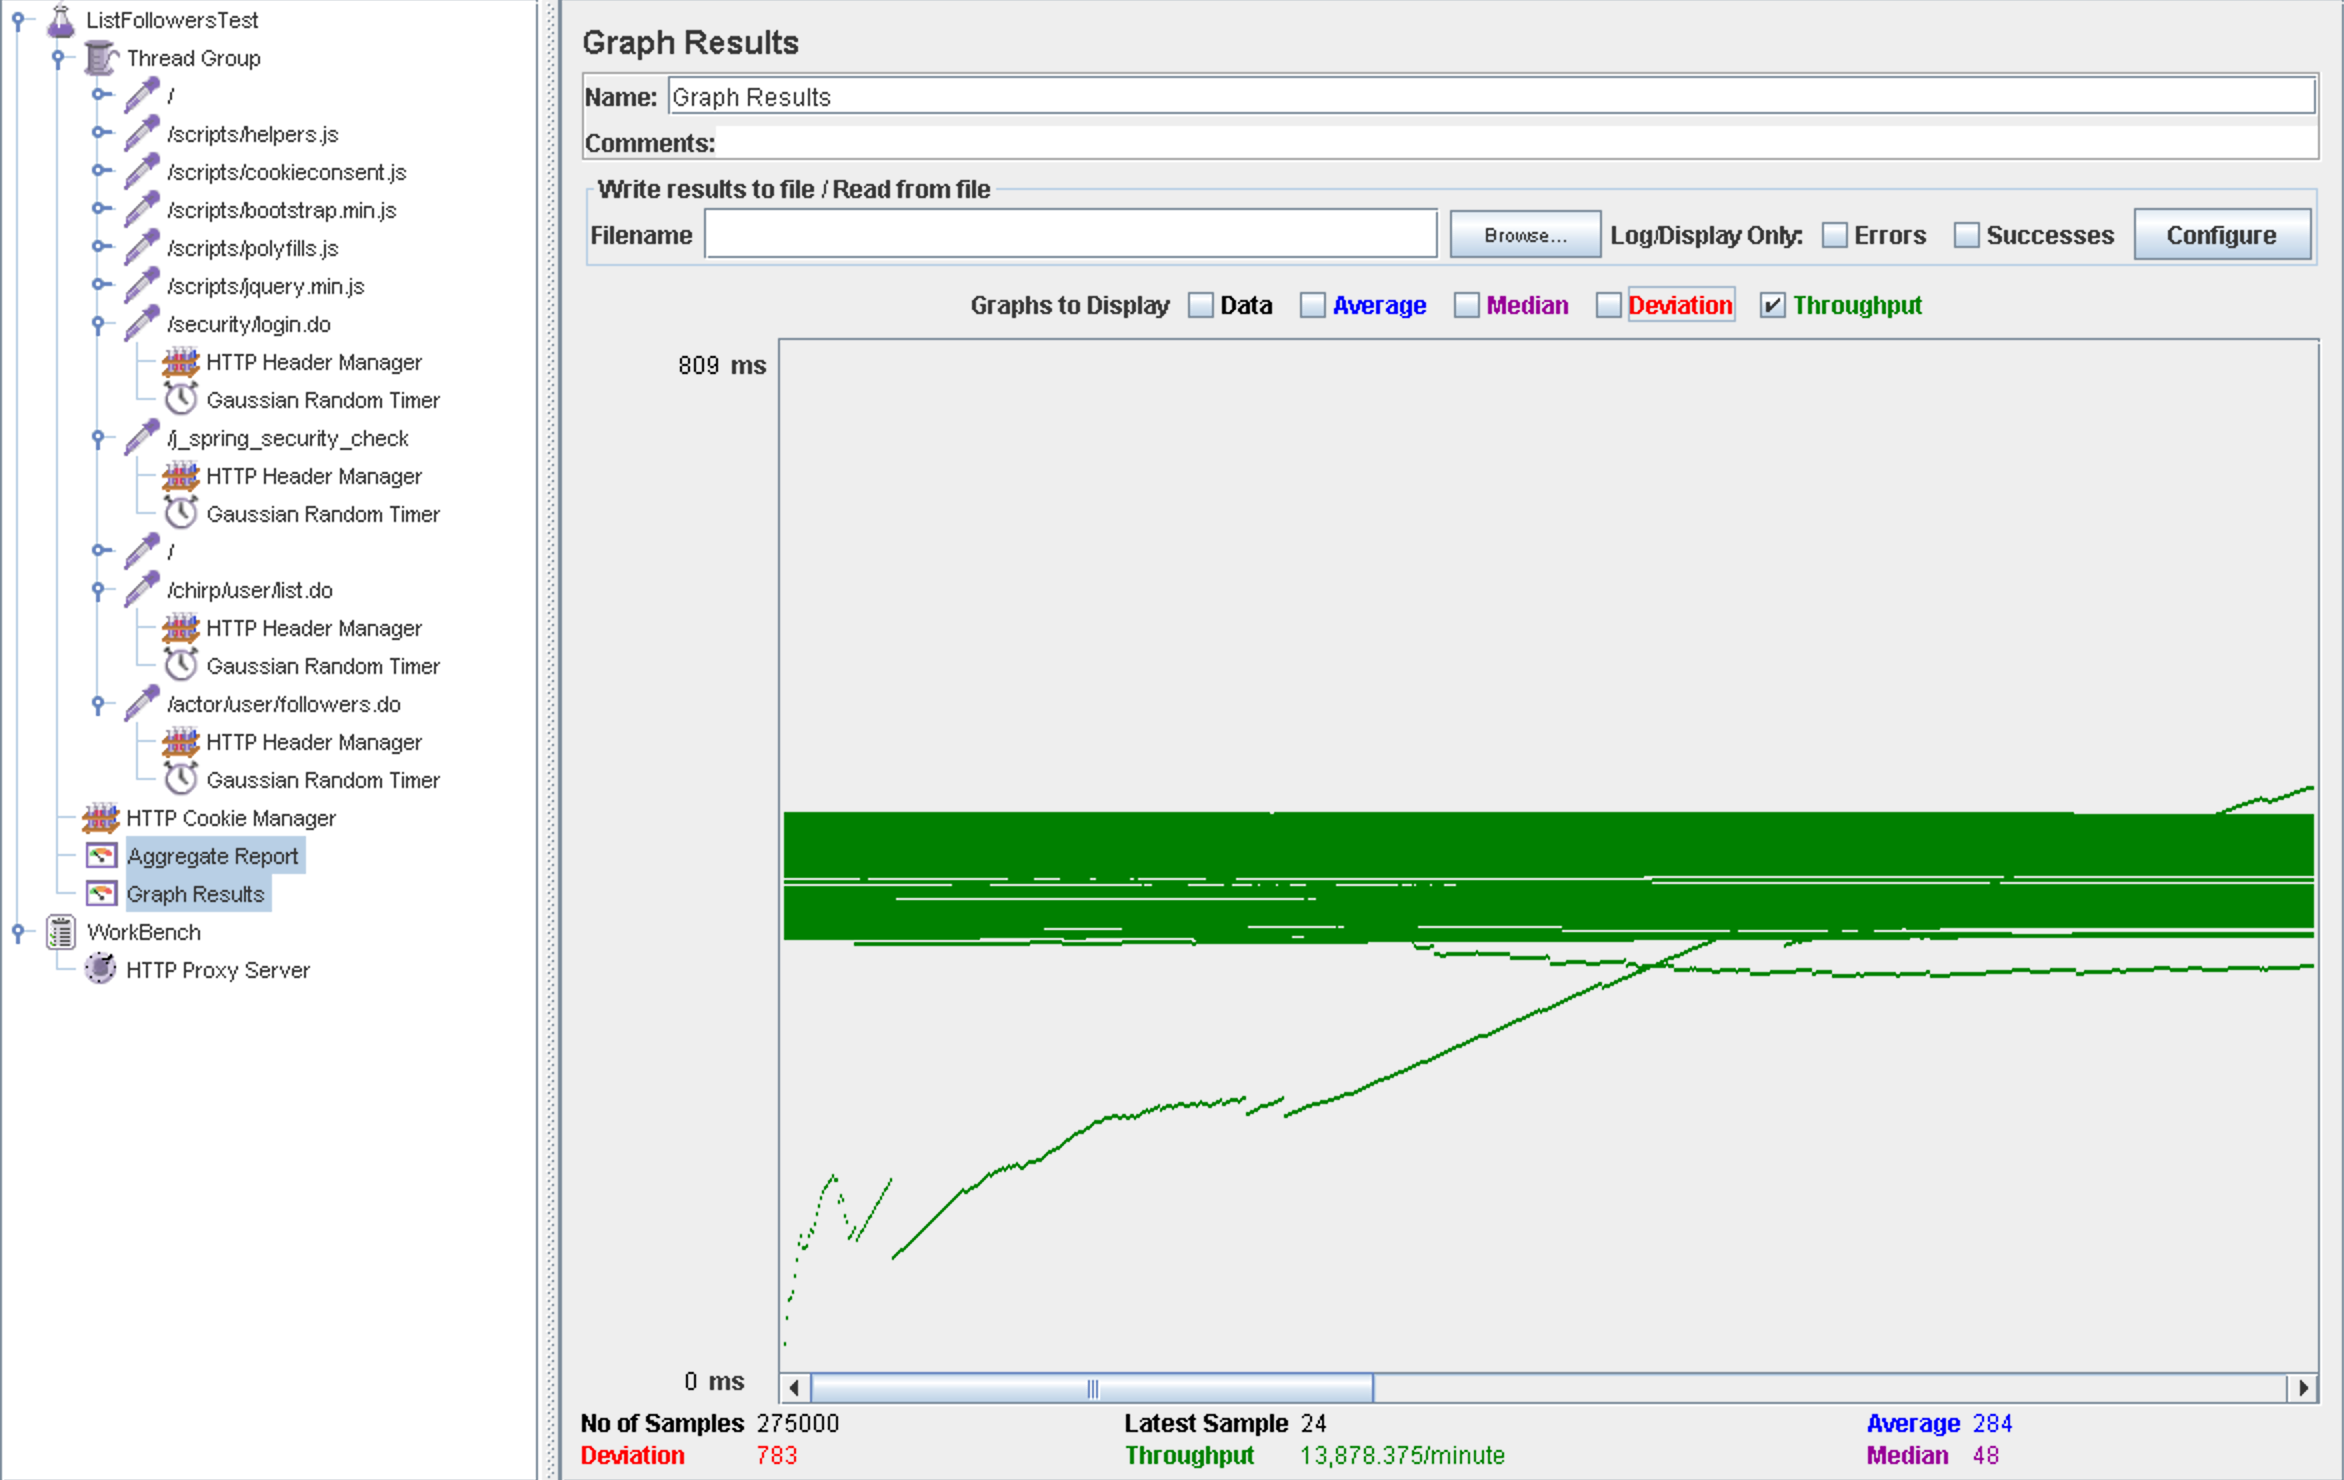 ListFollowersTest
Thread Group
/
/scripts/helpers.js
/scripts/cookieconsent.js
/scripts/bootstrap.min.js
/scripts/polyfills.js
/scripts/jquery.min.js
/security/login.do
HTTP Header Manager
Gaussian Random Timer
/j_spring_security_check
HTTP Header Manager
Gaussian Random Timer
/
/chirp/user/list.do
HTTP Header Manager
Gaussian Random Timer
/actor/user/followers.do
HTTP Header Manager
Gaussian Random Timer
HTTP Cookie Manager
Aggregate Report
Graph Results
WorkBench
HTTP Proxy Server
Graph Results
Name: Graph Results
Comments:
Write results to file / Read from file
Filename Browse... Log/Display Only: Errors Successes Configure
Graphs to Display Data Average Median Deviation Throughput
809 ms
0 ms
No of Samples 275000 Latest Sample 24 Average 284
Deviation 783 Throughput 13,878.375/minute Median 48